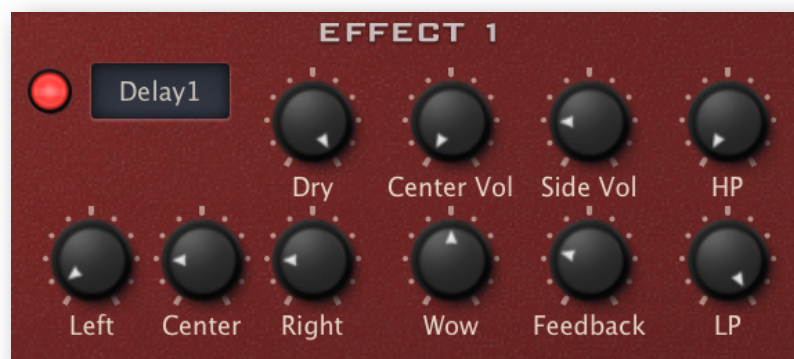 EFFECT 1
Delay1
Dry Center Vol Side Vol HP
Left Center Right Wow Feedback LP